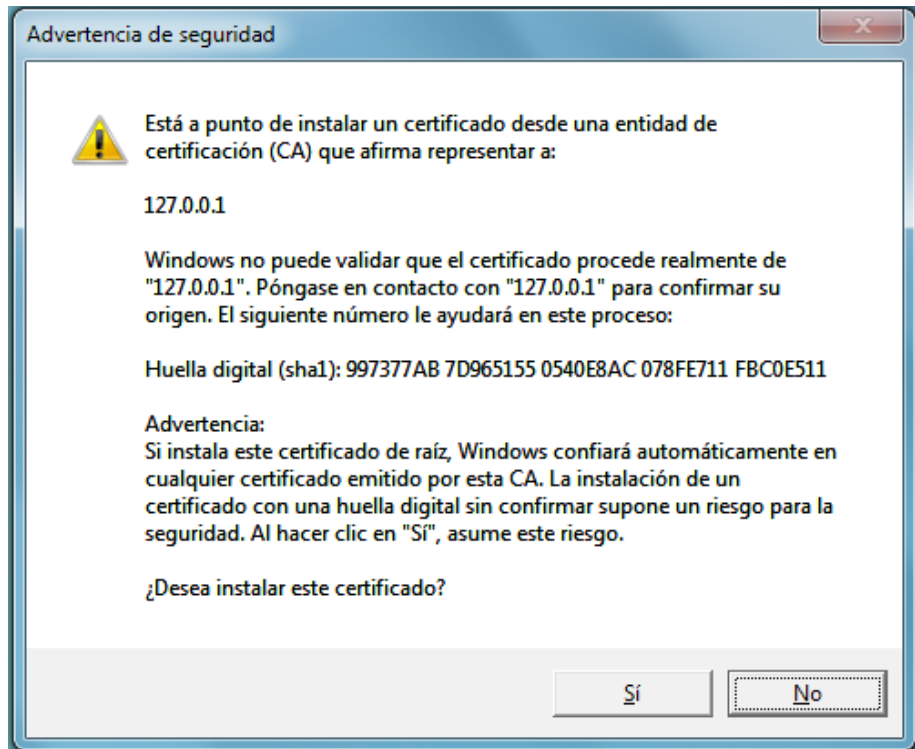 Advertencia de seguridad
Está a punto de instalar un certificado desde una entidad de
certificación (CA) que afirma representar a:
127.0.0.1
Windows no puede validar que el certificado procede realmente de
"127.0.0.1". Póngase en contacto con "127.0.0.1" para confirmar su
origen. El siguiente número le ayudará en este proceso:
Huella digital (sha1): 997377AB 7D965155 0540E8AC 078FE711 FBC0E511
Advertencia:
Si instala este certificado de raíz, Windows confiará automáticamente en
cualquier certificado emitido por esta CA. La instalación de un
certificado con una huella digital sin confirmar supone un riesgo para la
seguridad. Al hacer clic en "Sí", asume este riesgo.
¿Desea instalar este certificado?
Sí No